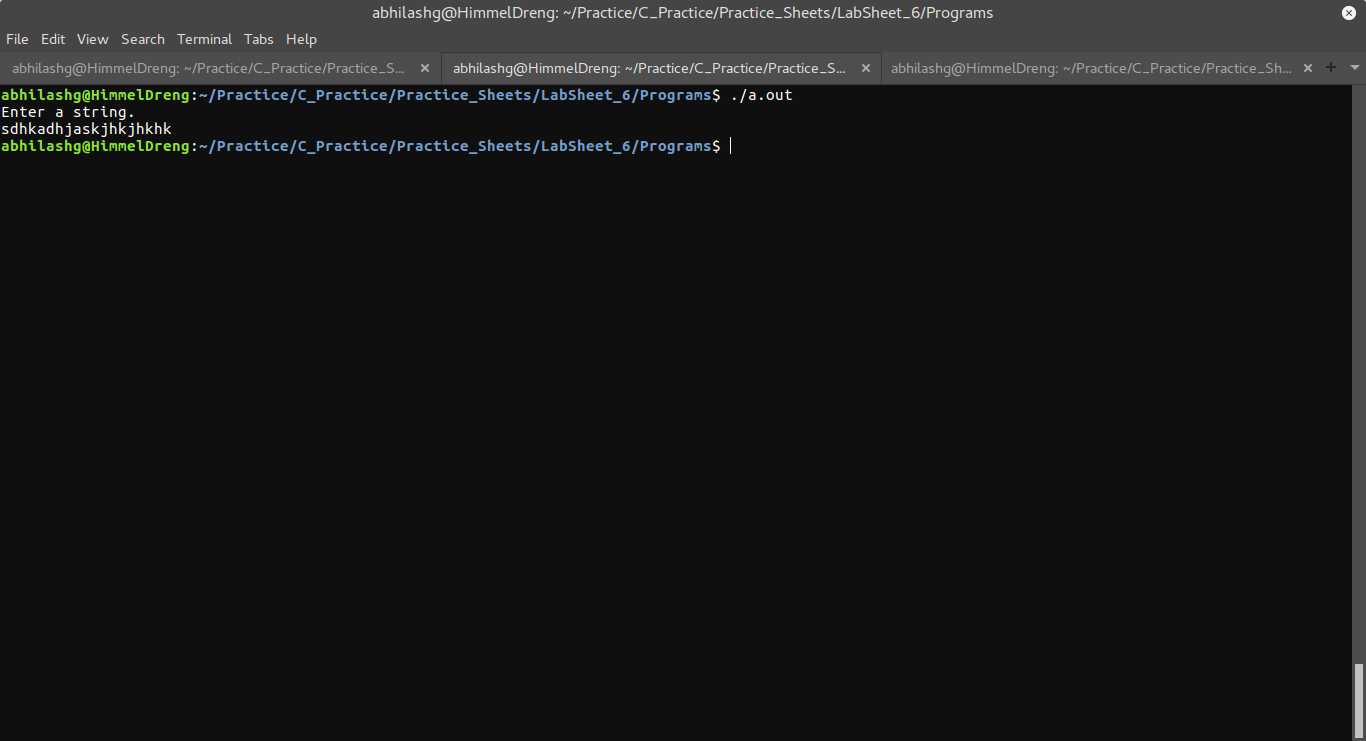 abhilashg@HimmelDreng: ~/Practice/C_Practice/Practice_Sheets/LabSheet_6/Programs
File Edit View Search Terminal Tabs Help
abhilashg@HimmelDreng: ~/Practice/C_Practice/Practice_S... abhilashg@HimmelDreng: ~/Practice/C_Practice/Practice_S... abhilashg@HimmelDreng: ~/Practice/C_Practice/Practice_Sh...
abhilashg@HimmelDreng:~/Practice/C_Practice/Practice_Sheets/LabSheet_6/Programs$ ./a.out
Enter a string.
sdhkadhjaskjhkjhkhk
abhilashg@HimmelDreng:~/Practice/C_Practice/Practice_Sheets/LabSheet_6/Programs$